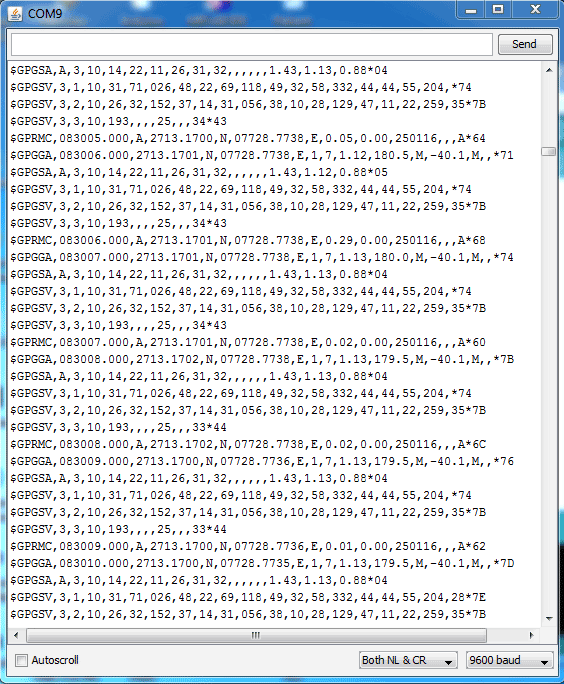 COM9
Send
$GPGSA,A,3,10,14,22,11,26,31,32,,,,,,1.43,1.13,0.88*04
$GPGSV,3,1,10,31,71,026,48,22,69,118,49,32,58,332,44,44,55,204,*74
$GPGSV,3,2,10,26,32,152,37,14,31,056,38,10,28,129,47,11,22,259,35*7B
$GPGSV,3,3,10,193,,,,25,,,34*43
$GPRMC,083005.000,A,2713.1700,N,07728.7738,E,0.05,0.00,250116,,,A*64
$GPGGA,083006.000,2713.1701,N,07728.7738,E,1,7,1.12,180.5,M,-40.1,M,,*71
$GPGSA,A,3,10,14,22,11,26,31,32,,,,,,1.43,1.12,0.88*05
$GPGSV,3,1,10,31,71,026,48,22,69,118,49,32,58,332,44,44,55,204,*74
$GPGSV,3,2,10,26,32,152,37,14,31,056,38,10,28,129,47,11,22,259,35*7B
$GPGSV,3,3,10,193,,,,25,,,34*43
$GPRMC,083006.000,A,2713.1701,N,07728.7738,E,0.29,0.00,250116,,,A*68
$GPGGA,083007.000,2713.1701,N,07728.7738,E,1,7,1.13,180.0,M,-40.1,M,,*74
$GPGSA,A,3,10,14,22,11,26,31,32,,,,,,1.43,1.13,0.88*04
$GPGSV,3,1,10,31,71,026,48,22,69,118,49,32,58,332,44,44,55,204,*74
$GPGSV,3,2,10,26,32,152,37,14,31,056,38,10,28,129,47,11,22,259,35*7B
$GPGSV,3,3,10,193,,,,25,,,34*43
$GPRMC,083007.000,A,2713.1701,N,07728.7738,E,0.02,0.00,250116,,,A*60
$GPGGA,083008.000,2713.1702,N,07728.7738,E,1,7,1.13,179.5,M,-40.1,M,,*7B
$GPGSA,A,3,10,14,22,11,26,31,32,,,,,,1.43,1.13,0.88*04
$GPGSV,3,1,10,31,71,026,48,22,69,118,49,32,58,332,44,44,55,204,*74
$GPGSV,3,2,10,26,32,152,37,14,31,056,38,10,28,129,47,11,22,259,35*7B
$GPGSV,3,3,10,193,,,,25,,,33*44
$GPRMC,083008.000,A,2713.1702,N,07728.7738,E,0.02,0.00,250116,,,A*6C
$GPGGA,083009.000,2713.1700,N,07728.7736,E,1,7,1.13,179.5,M,-40.1,M,,*76
$GPGSA,A,3,10,14,22,11,26,31,32,,,,,,1.43,1.13,0.88*04
$GPGSV,3,1,10,31,71,026,48,22,69,118,49,32,58,332,44,44,55,204,*74
$GPGSV,3,2,10,26,32,152,37,14,31,056,38,10,28,129,47,11,22,259,35*7B
$GPGSV,3,3,10,193,,,,25,,,33*44
$GPRMC,083009.000,A,2713.1700,N,07728.7736,E,0.01,0.00,250116,,,A*62
$GPGGA,083010.000,2713.1700,N,07728.7735,E,1,7,1.13,179.5,M,-40.1,M,,*7D
$GPGSA,A,3,10,14,22,11,26,31,32,,,,,,1.43,1.13,0.88*04
$GPGSV,3,1,10,31,71,026,48,22,69,118,49,32,58,332,44,44,55,204,28*7E
$GPGSV,3,2,10,26,32,152,37,14,31,056,38,10,28,129,47,11,22,259,35*7B
Autoscroll
Both NL & CR
9600 baud